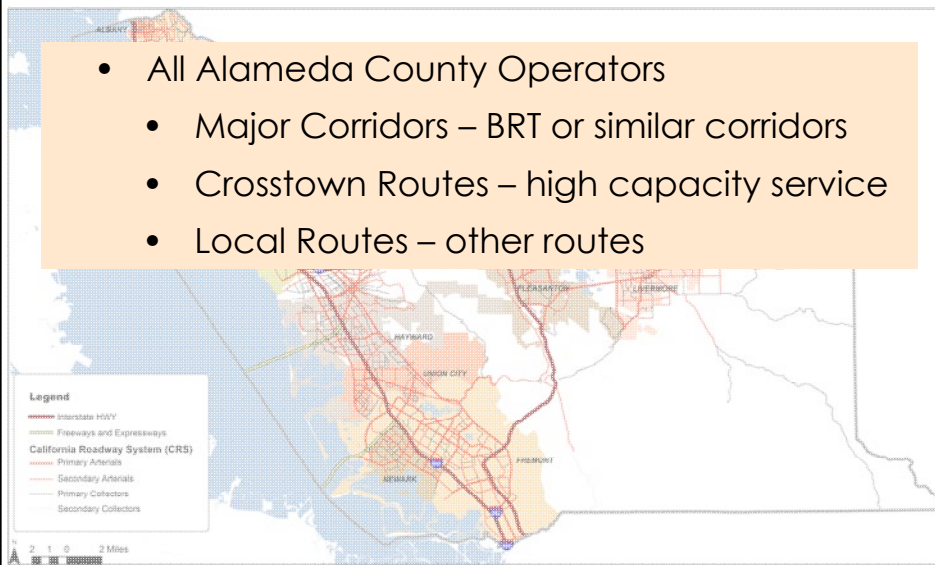 ALBANY
• All Alameda County Operators
• Major Corridors – BRT or similar corridors
• Crosstown Routes – high capacity service
• Local Routes – other routes
PLEASANTON
LIVERMORE
HAYWARD
UNION CITY
FREMONT
NEWARK
Legend
Interstate HWY
Freeways and Expressways
California Roadway System (CRS)
Primary Arterials
Secondary Arterials
Primary Collectors
Secondary Collectors
N
2 1 0 2 Miles